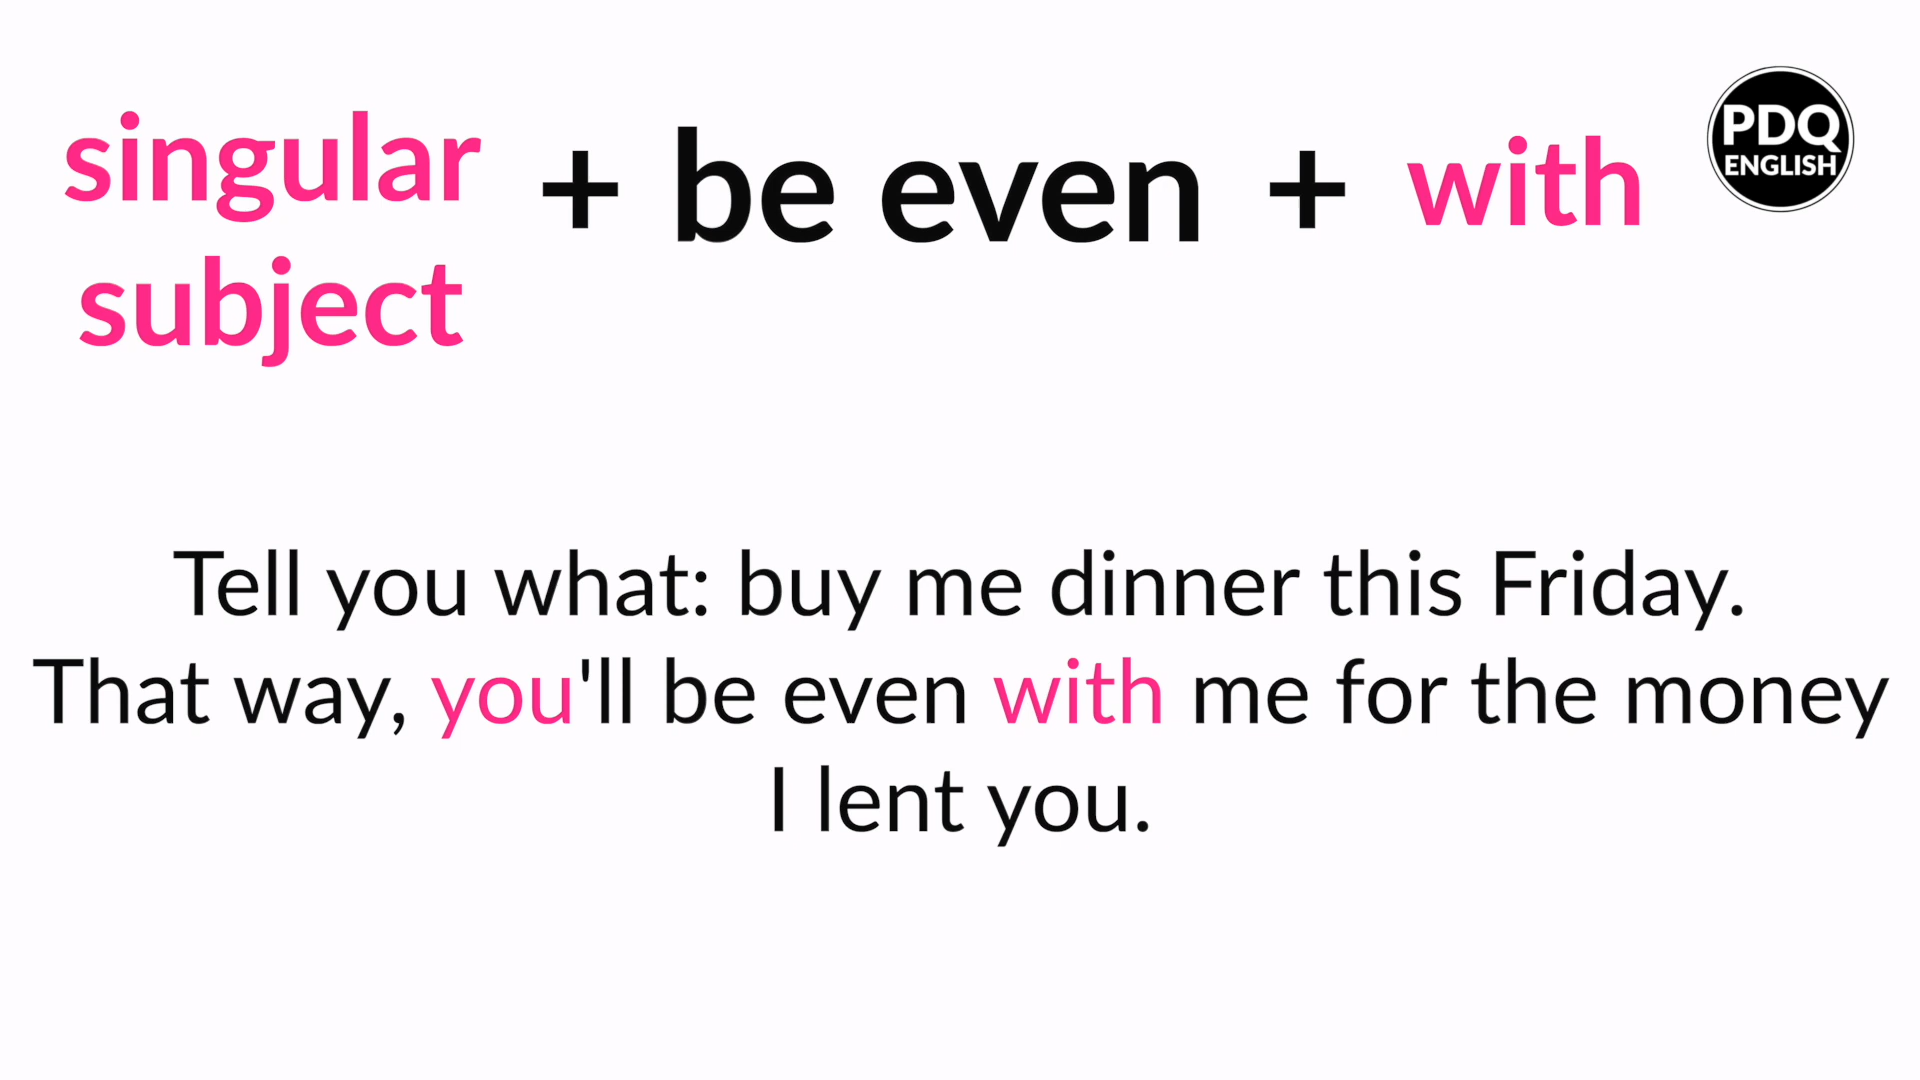 singular
subject
+ be even + with
PDQ
ENGLISH
Tell you what: buy me dinner this Friday.
That way, you'll be even with me for the money
I lent you.